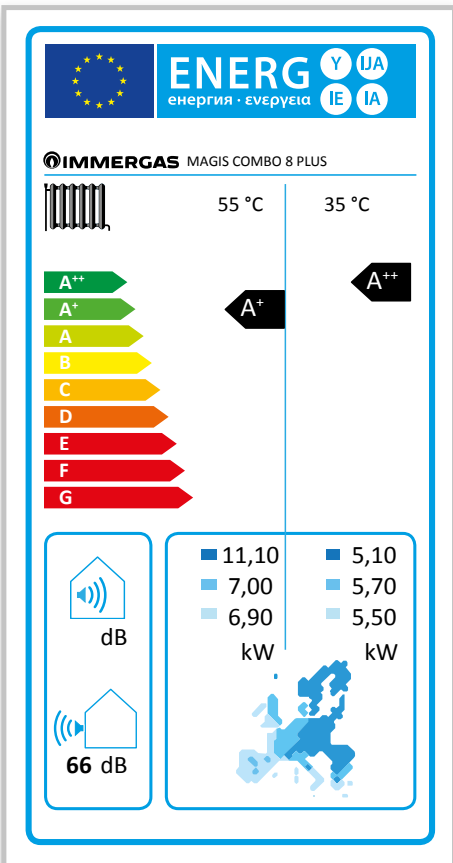 ENERG Y IJA
енергия · ενεργεια IE IA
IMMERGAS MAGIS COMBO 8 PLUS
55 °C 35 °C
A++
A++
A+
A+
A
B
C
D
E
F
G
11,10 5,10
7,00 5,70
6,90 5,50
kW kW
dB
66 dB